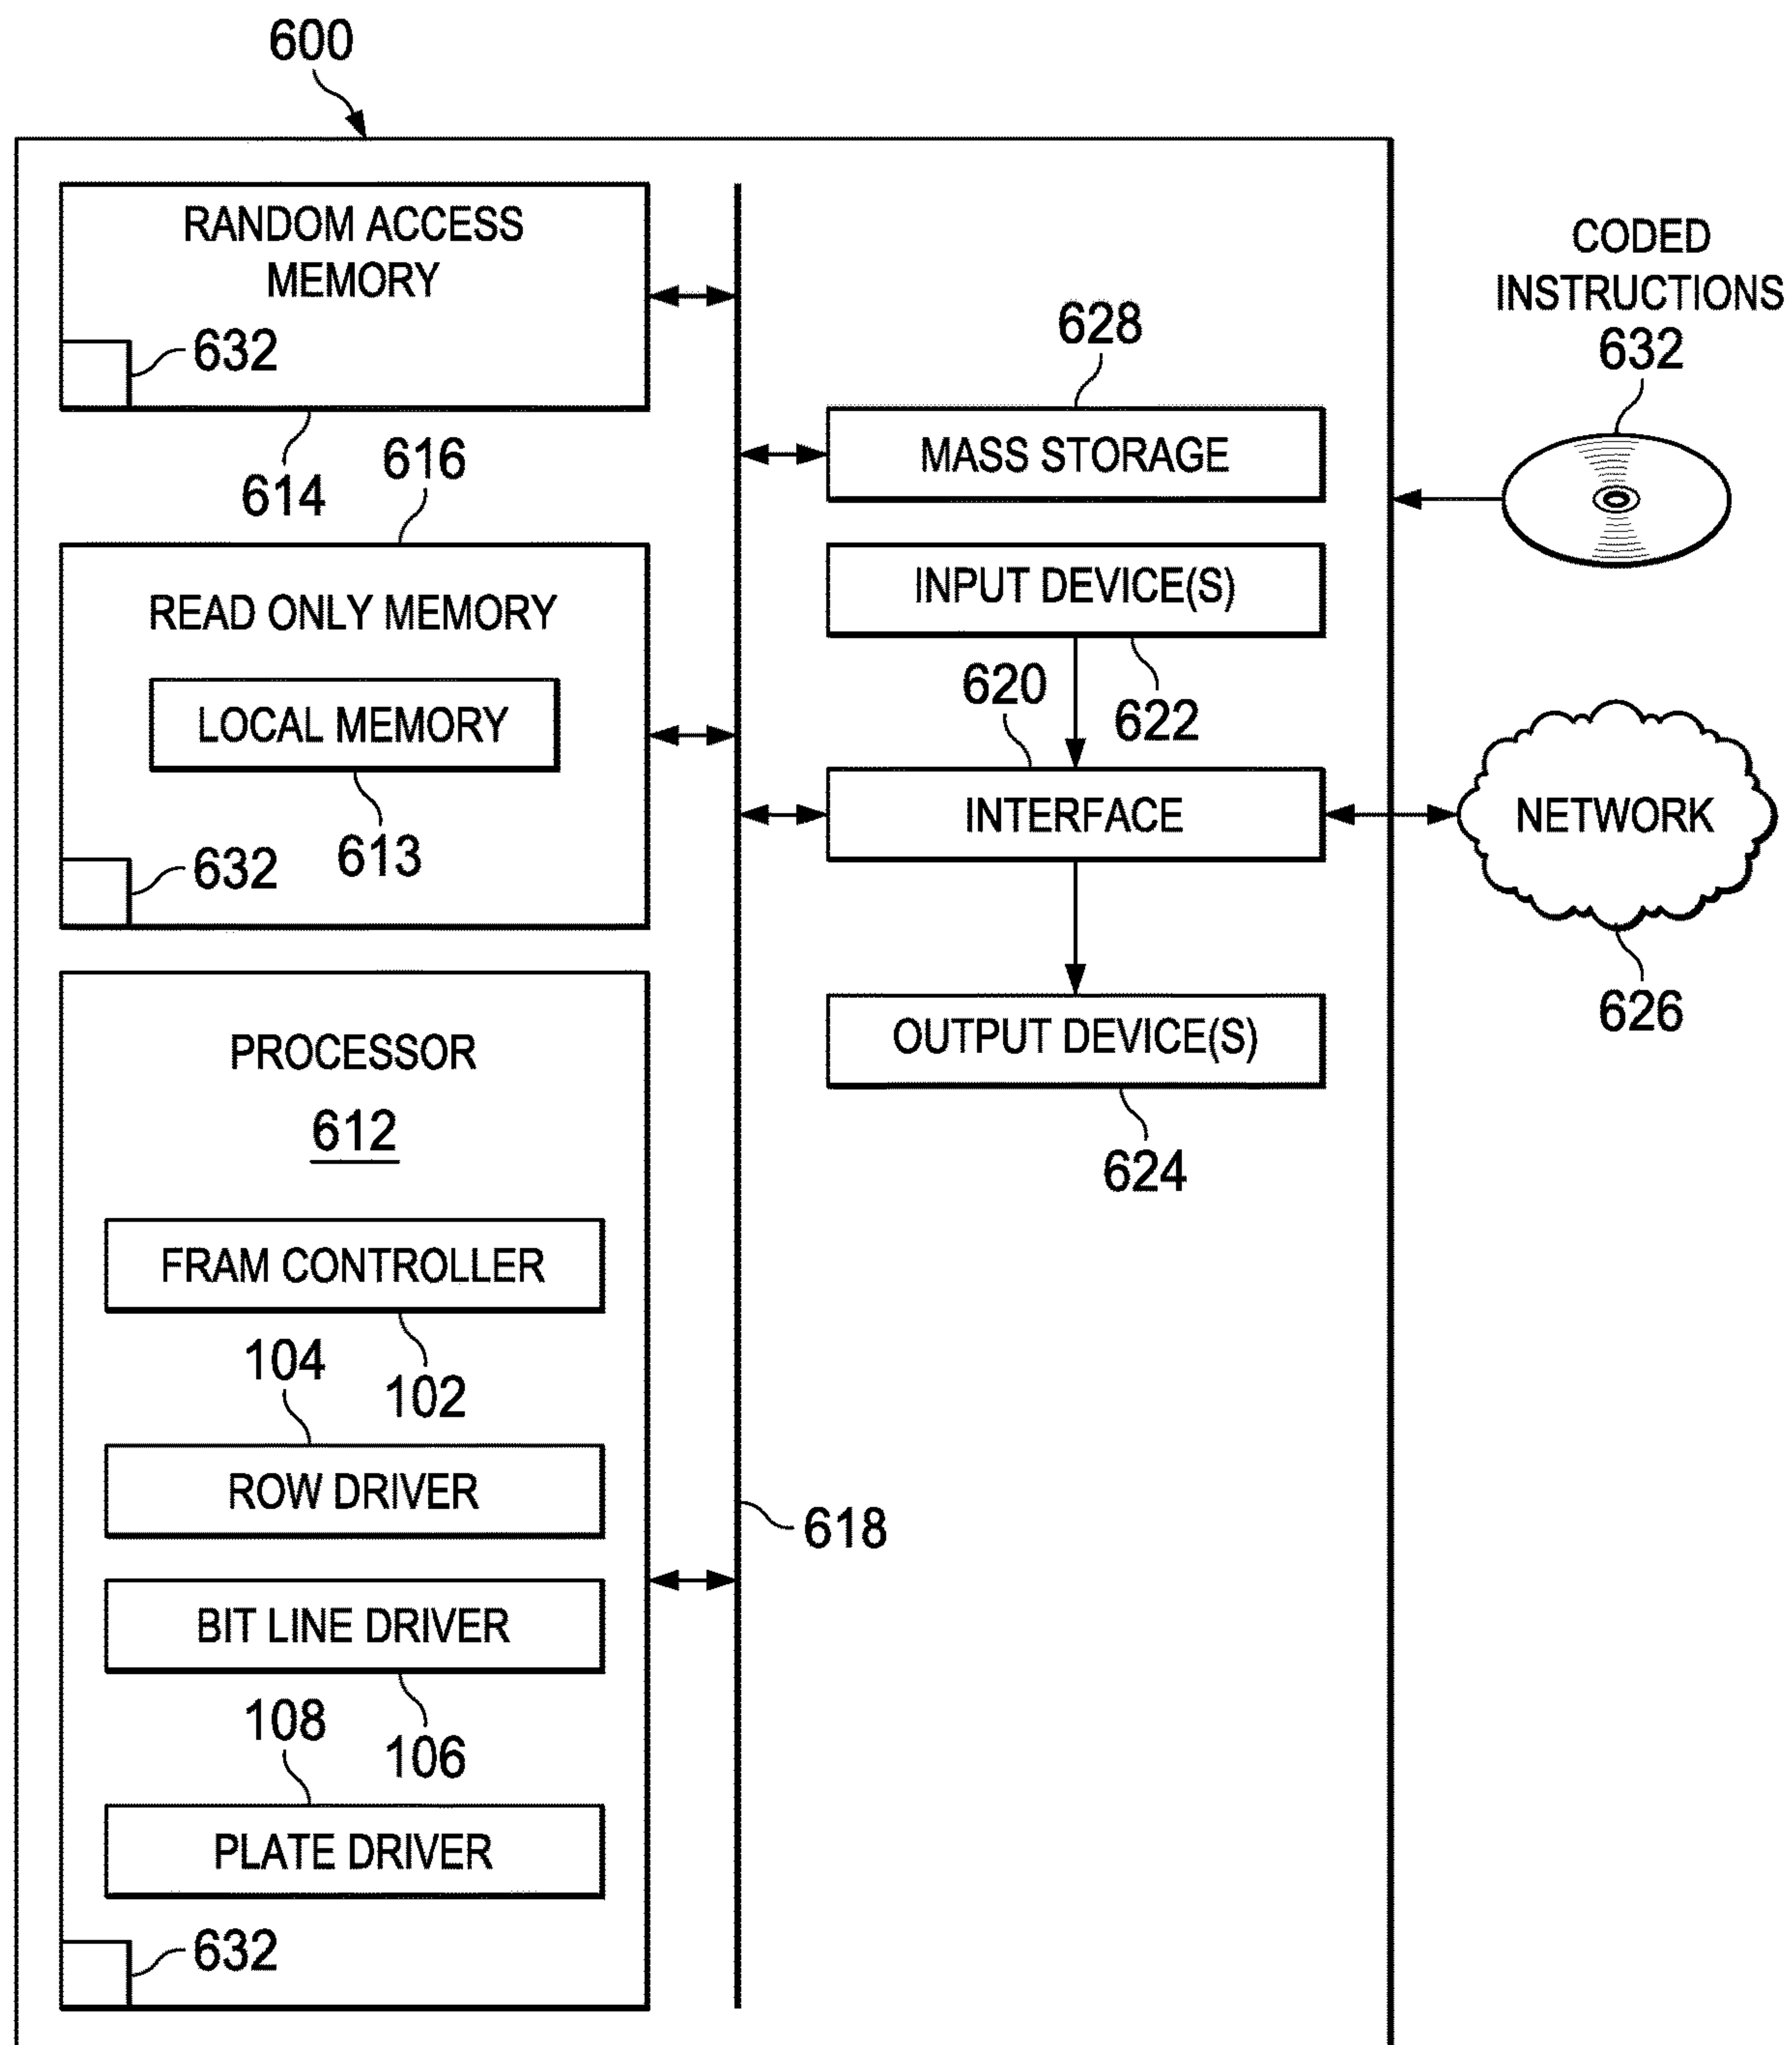 600
RANDOM ACCESS
MEMORY
632
614
616
READ ONLY MEMORY
LOCAL MEMORY
613
632
PROCESSOR
612
FRAM CONTROLLER
102
104
ROW DRIVER
BIT LINE DRIVER
106
108
PLATE DRIVER
632
618
628
MASS STORAGE
INPUT DEVICE(S)
622
620
INTERFACE
OUTPUT DEVICE(S)
624
CODED
INSTRUCTIONS
632
NETWORK
626